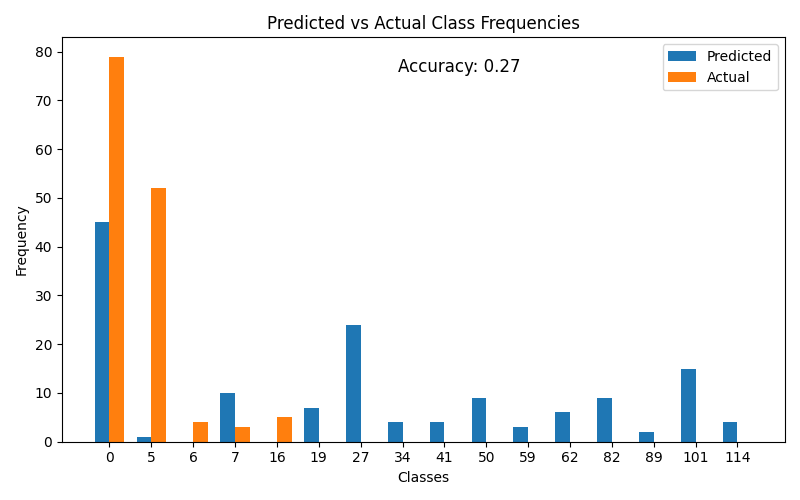 Predicted vs Actual Class Frequencies
Accuracy: 0.27
Predicted
Actual
Frequency
80
70
60
50
40
30
20
10
0
0 5 6 7 16 19 27 34 41 50 59 62 82 89 101 114
Classes